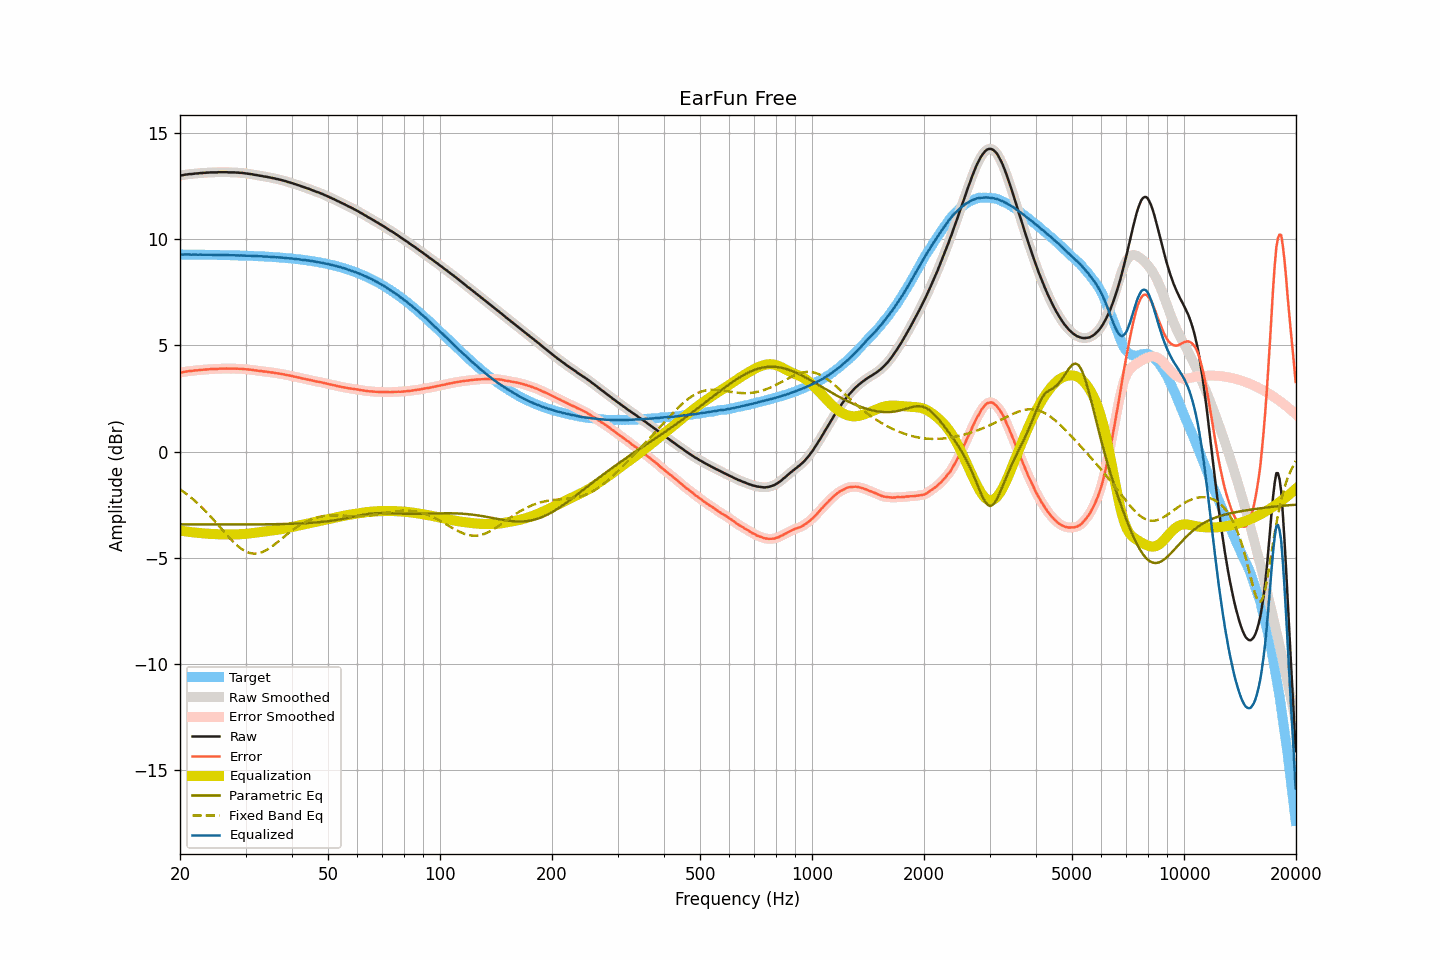 EarFun Free
Amplitude (dBr)
15
10
5
0
−5
−10
−15
Target
Raw Smoothed
Error Smoothed
Raw
Error
Equalization
Parametric Eq
Fixed Band Eq
Equalized
20 50 100 200 500 1000 2000 5000 10000 20000
Frequency (Hz)